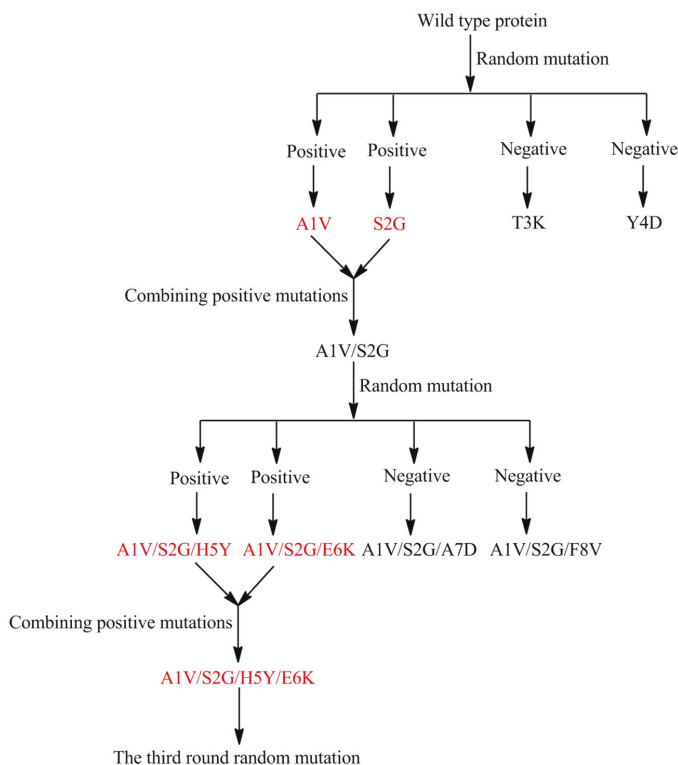 Wild type protein
Random mutation
Positive
Positive
Negative
Negative
A1V
S2G
T3K
Y4D
Combining positive mutations
A1V/S2G
Random mutation
Positive
Positive
Negative
Negative
A1V/S2G/H5Y
A1V/S2G/E6K
A1V/S2G/A7D
A1V/S2G/F8V
Combining positive mutations
A1V/S2G/H5Y/E6K
The third round random mutation